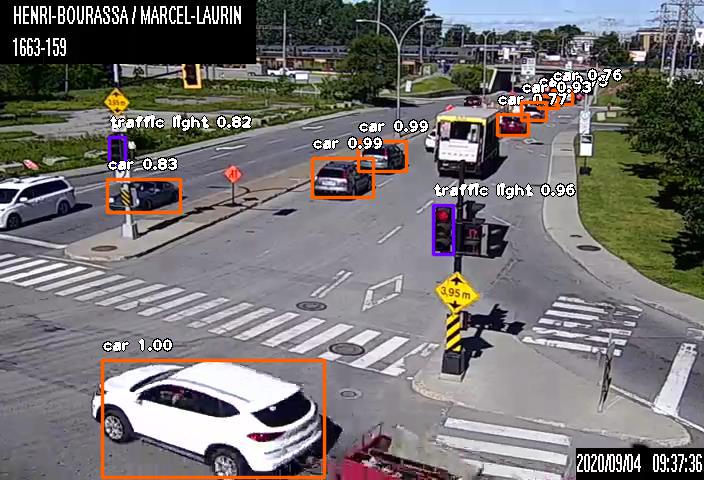 HENRI-BOURASSA / MARCEL-LAURIN
1663-159
car 0.76
car 0.93
car 0.77
3,95 m
traffic light 0.82
car 0.99
car 0.99
car 0.83
traffic light 0.96
3,95 m
car 1.00
2020/09/04 09:37:36